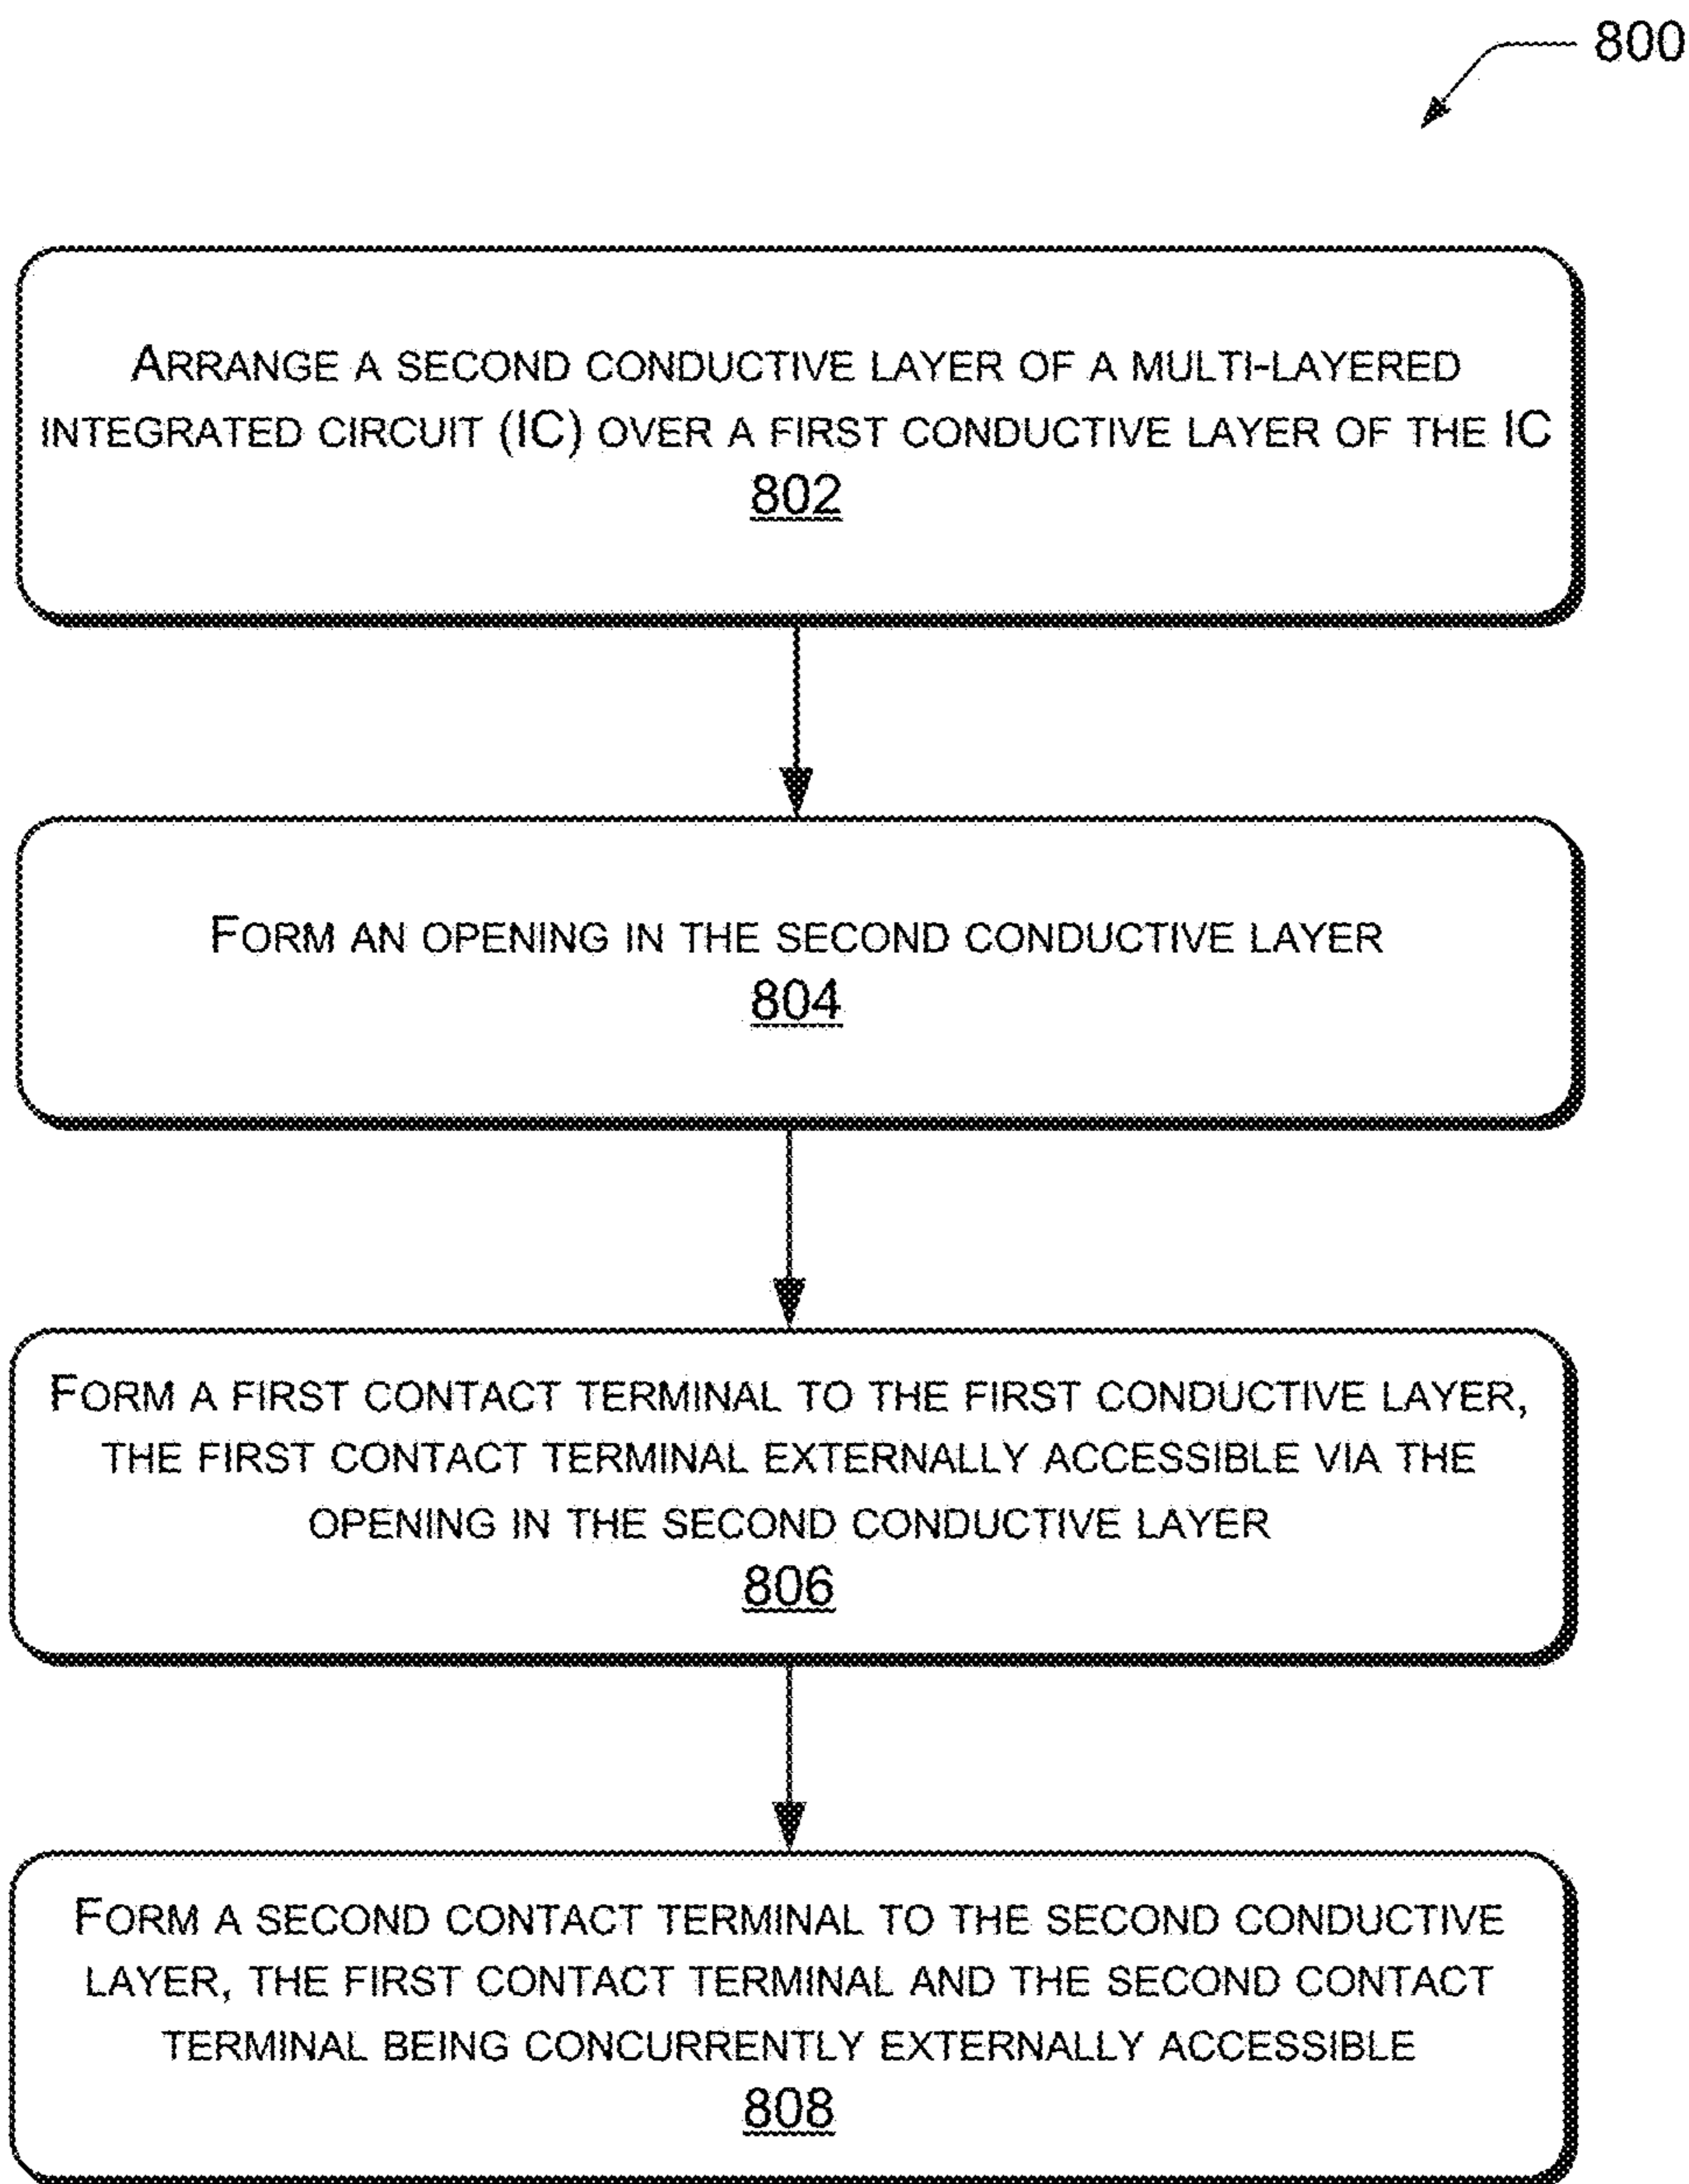 800
ARRANGE A SECOND CONDUCTIVE LAYER OF A MULTI-LAYERED
INTEGRATED CIRCUIT (IC) OVER A FIRST CONDUCTIVE LAYER OF THE IC
802
FORM AN OPENING IN THE SECOND CONDUCTIVE LAYER
804
FORM A FIRST CONTACT TERMINAL TO THE FIRST CONDUCTIVE LAYER,
THE FIRST CONTACT TERMINAL EXTERNALLY ACCESSIBLE VIA THE
OPENING IN THE SECOND CONDUCTIVE LAYER
806
FORM A SECOND CONTACT TERMINAL TO THE SECOND CONDUCTIVE
LAYER, THE FIRST CONTACT TERMINAL AND THE SECOND CONTACT
TERMINAL BEING CONCURRENTLY EXTERNALLY ACCESSIBLE
808